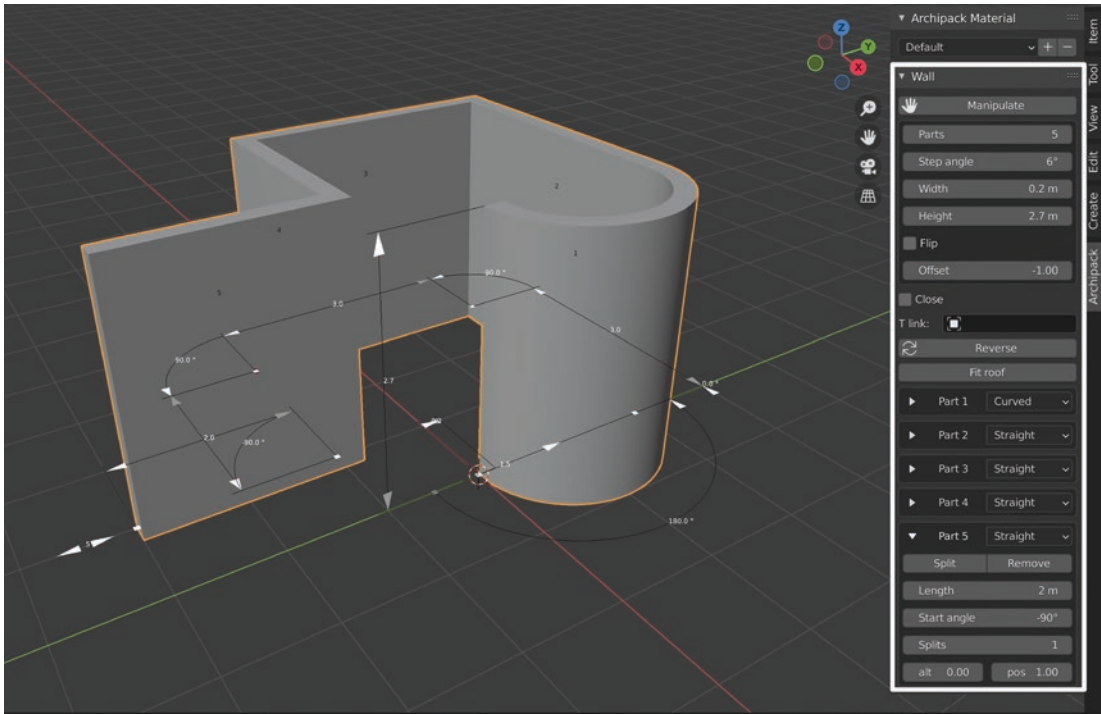 Archipack Material
Default
Wall
Manipulate
Parts 5
Step angle 6°
Width 0.2 m
Height 2.7 m
Flip
Offset -1.00
Close
T link:
Reverse
Fit roof
Part 1 Curved
Part 2 Straight
Part 3 Straight
Part 4 Straight
Part 5 Straight
Split Remove
Length 2 m
Start angle -90°
Splits 1
alt 0.00 pos 1.00
Item
Tool
View
Edit
Create
Archipack
Z
Y
X
3
2
4
1
5
90.0 °
3.0
3.0
90.0 °
2.7
0.0 °
2.0
-90.0 °
1.5
180.0 °